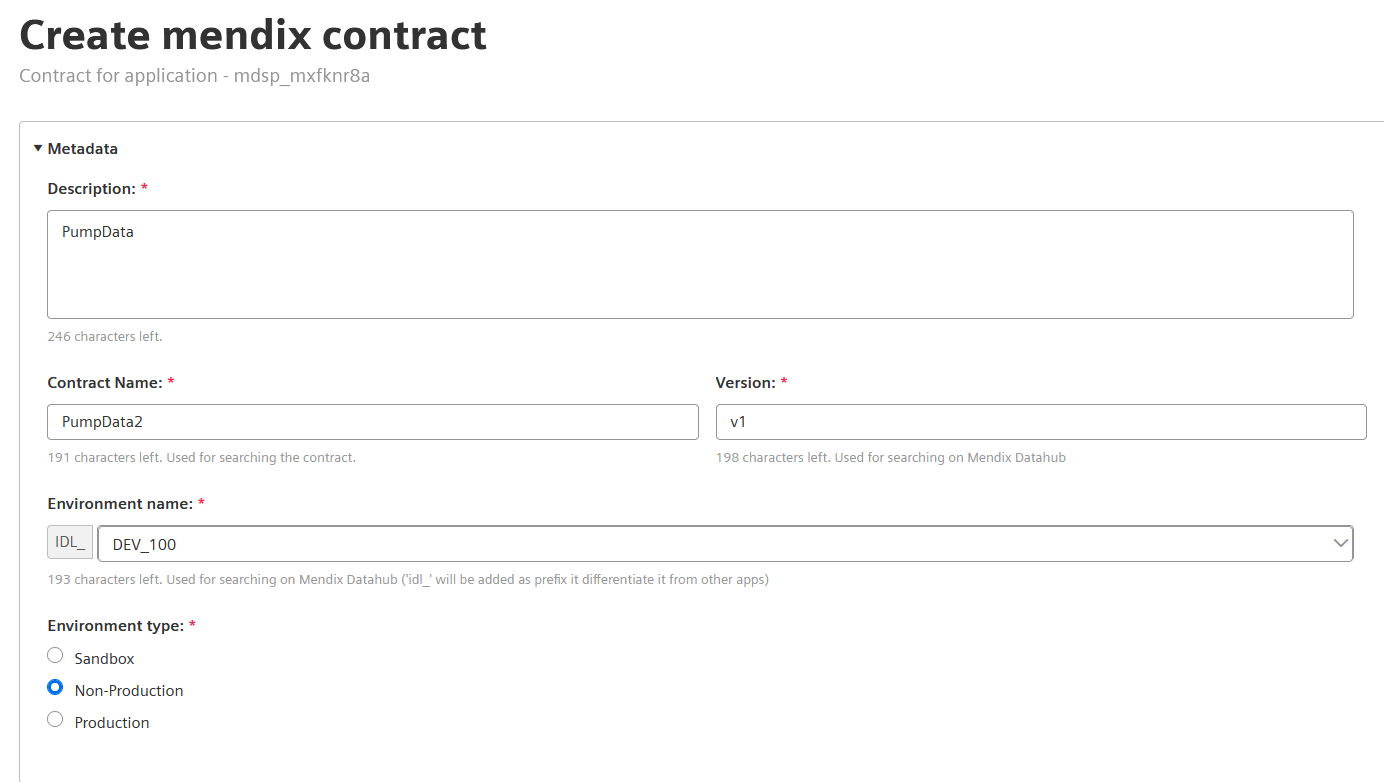 Create mendix contract
Contract for application - mdsp_mxfknr8a
Metadata
Description: *
PumpData
246 characters left.
Contract Name: *
PumpData2
191 characters left. Used for searching the contract.
Version: *
v1
198 characters left. Used for searching on Mendix Datahub
Environment name: *
IDL_
DEV_100
193 characters left. Used for searching on Mendix Datahub ('idl_' will be added as prefix it differentiate it from other apps)
Environment type: *
Sandbox
Non-Production
Production